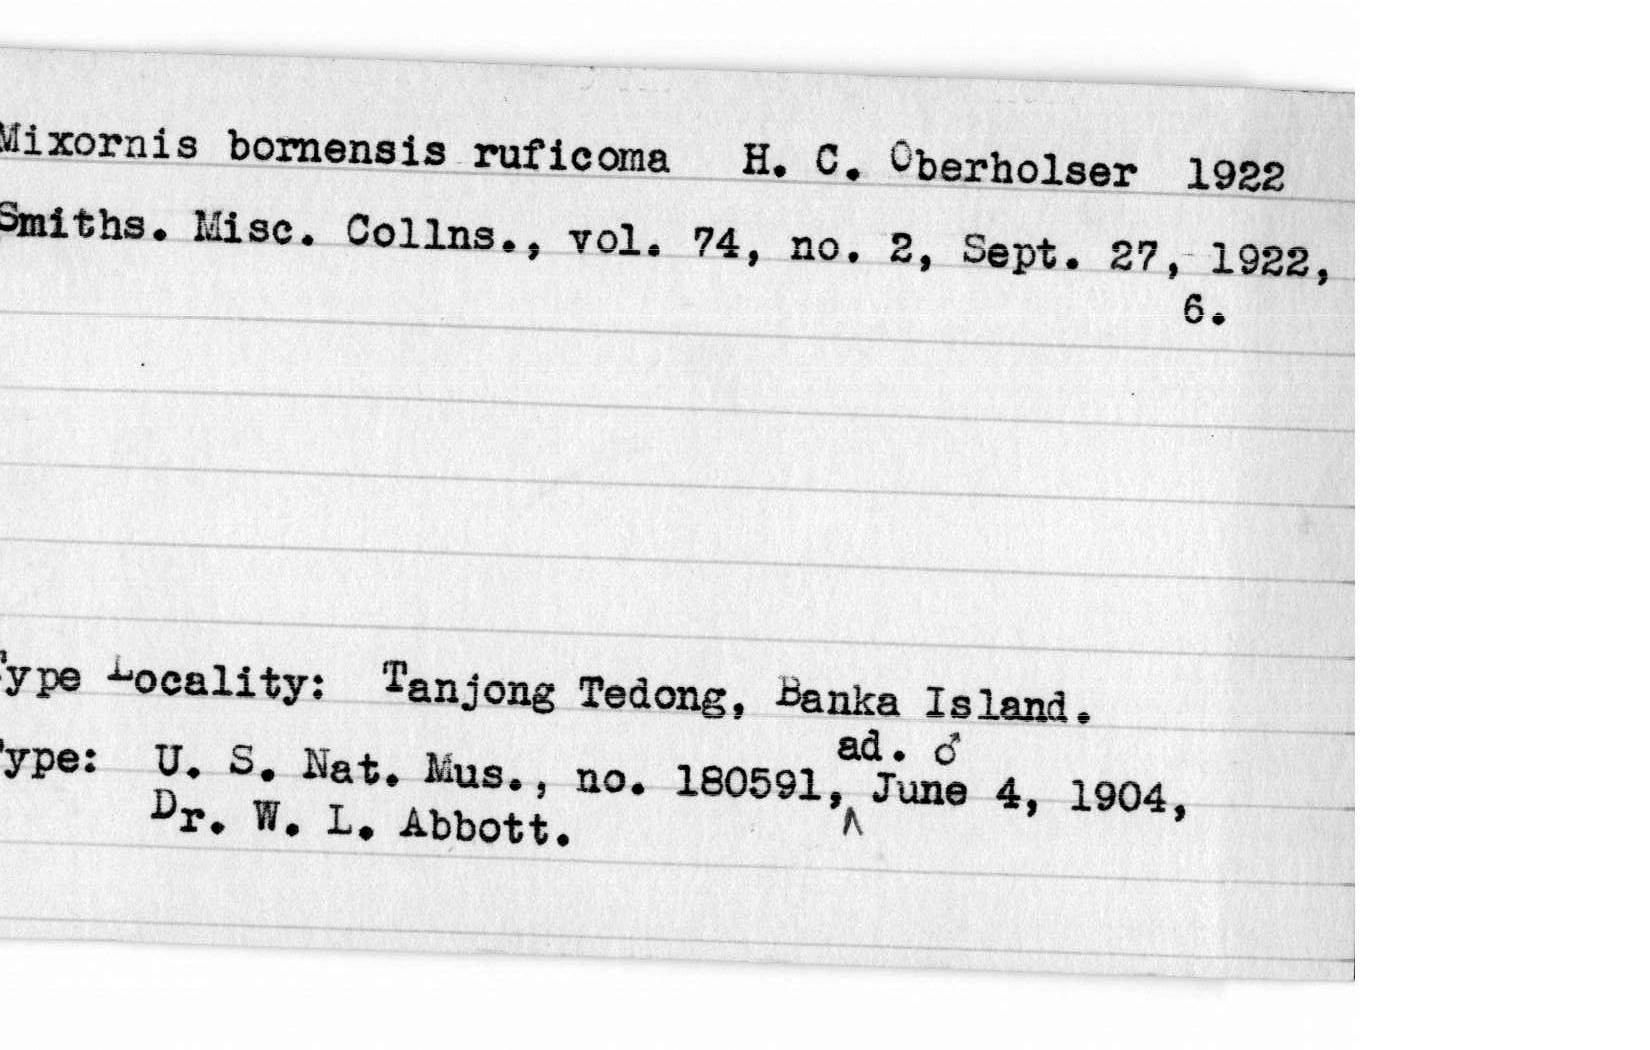 Mixornis bornensis ruficoma H. C. Oberholser 1922
Smiths. Misc. Collns., vol. 74, no. 2, Sept. 27, 1922,
6.
Type Locality: Tanjong Tedong, Banka Island.
ad. ♂
Type: U. S. Nat. Mus., no. 180591,^ June 4, 1904,
Dr. W. L. Abbott.